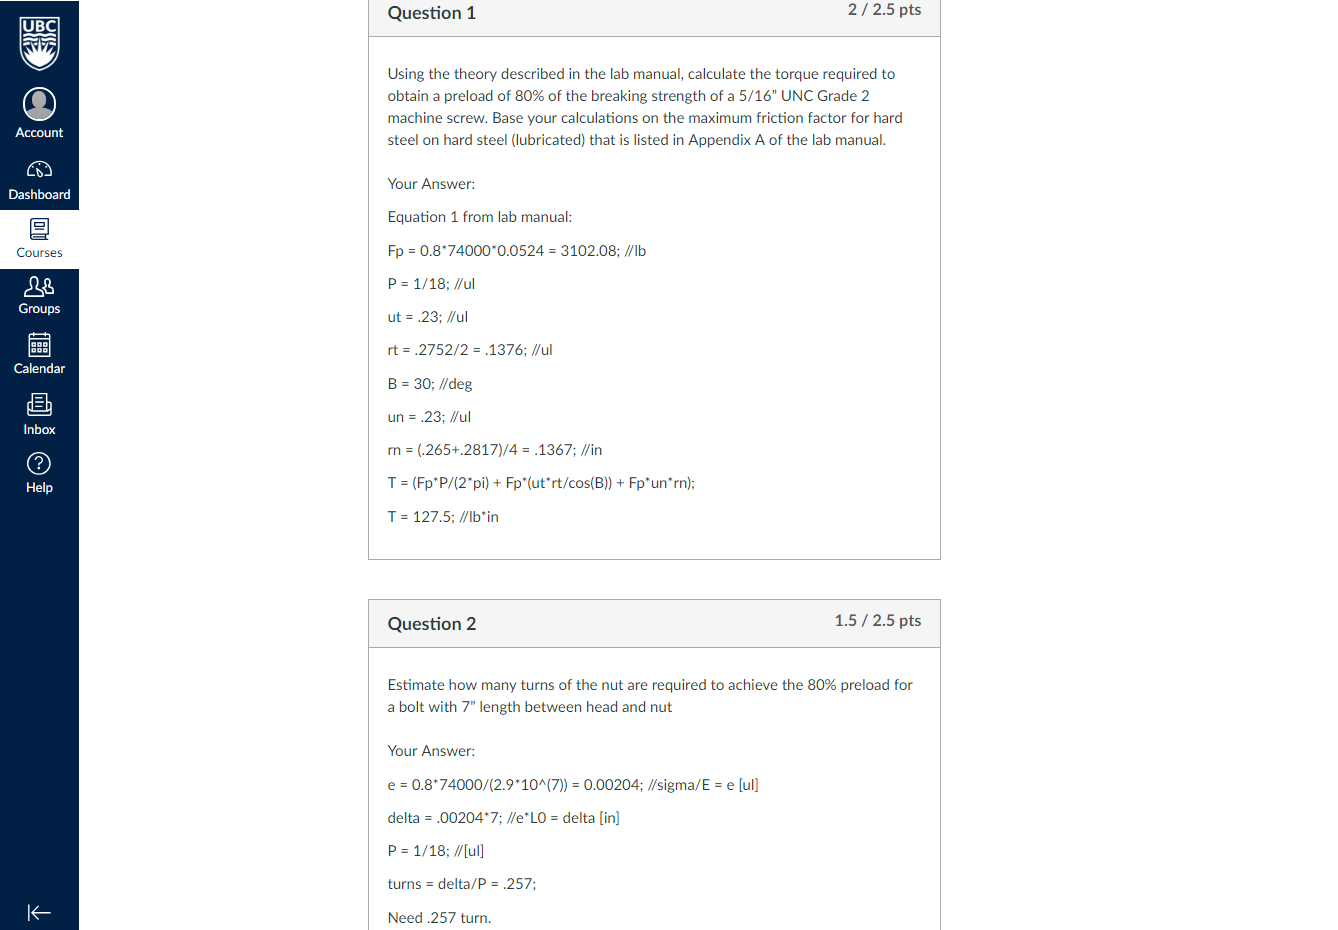 UBC
Account
Dashboard
Courses
Groups
Calendar
Inbox
Help
Question 1
2 / 2.5 pts
Using the theory described in the lab manual, calculate the torque required to
obtain a preload of 80% of the breaking strength of a 5/16” UNC Grade 2
machine screw. Base your calculations on the maximum friction factor for hard
steel on hard steel (lubricated) that is listed in Appendix A of the lab manual.
Your Answer:
Equation 1 from lab manual:
Fp = 0.8*74000*0.0524 = 3102.08; //lb
P = 1/18; //ul
ut = .23; //ul
rt = .2752/2 = .1376; //ul
B = 30; //deg
un = .23; //ul
rn = (.265+.2817)/4 = .1367; //in
T = (Fp*P/(2*pi) + Fp*(ut*rt/cos(B)) + Fp*un*rn);
T = 127.5; //lb*in
Question 2
1.5 / 2.5 pts
Estimate how many turns of the nut are required to achieve the 80% preload for
a bolt with 7” length between head and nut
Your Answer:
e = 0.8*74000/(2.9*10^(7)) = 0.00204; //sigma/E = e [ul]
delta = .00204*7; //e*L0 = delta [in]
P = 1/18; //[ul]
turns = delta/P = .257;
Need .257 turn.